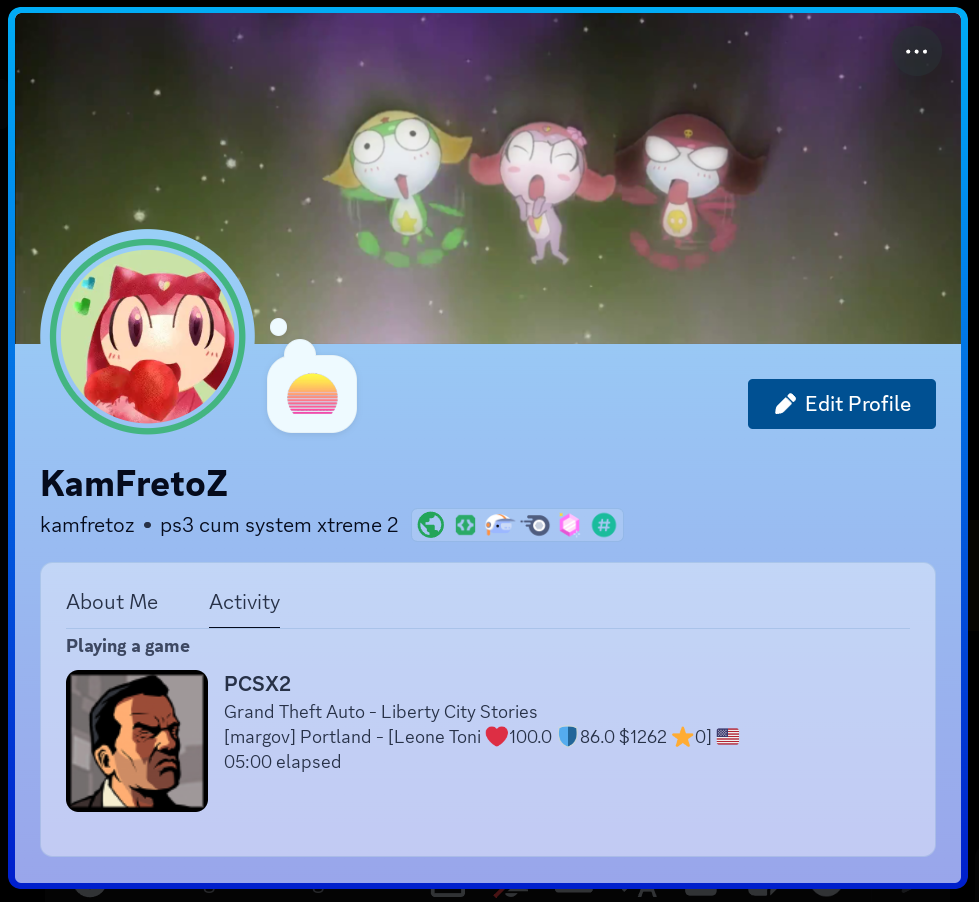 Edit Profile
KamFretoZ
kamfretoz • ps3 cum system xtreme 2
About Me Activity
Playing a game
PCSX2
Grand Theft Auto - Liberty City Stories
[margov] Portland - [Leone Toni ❤️100.0 🛡️86.0 $1262 ⭐0] 🇺🇸
05:00 elapsed